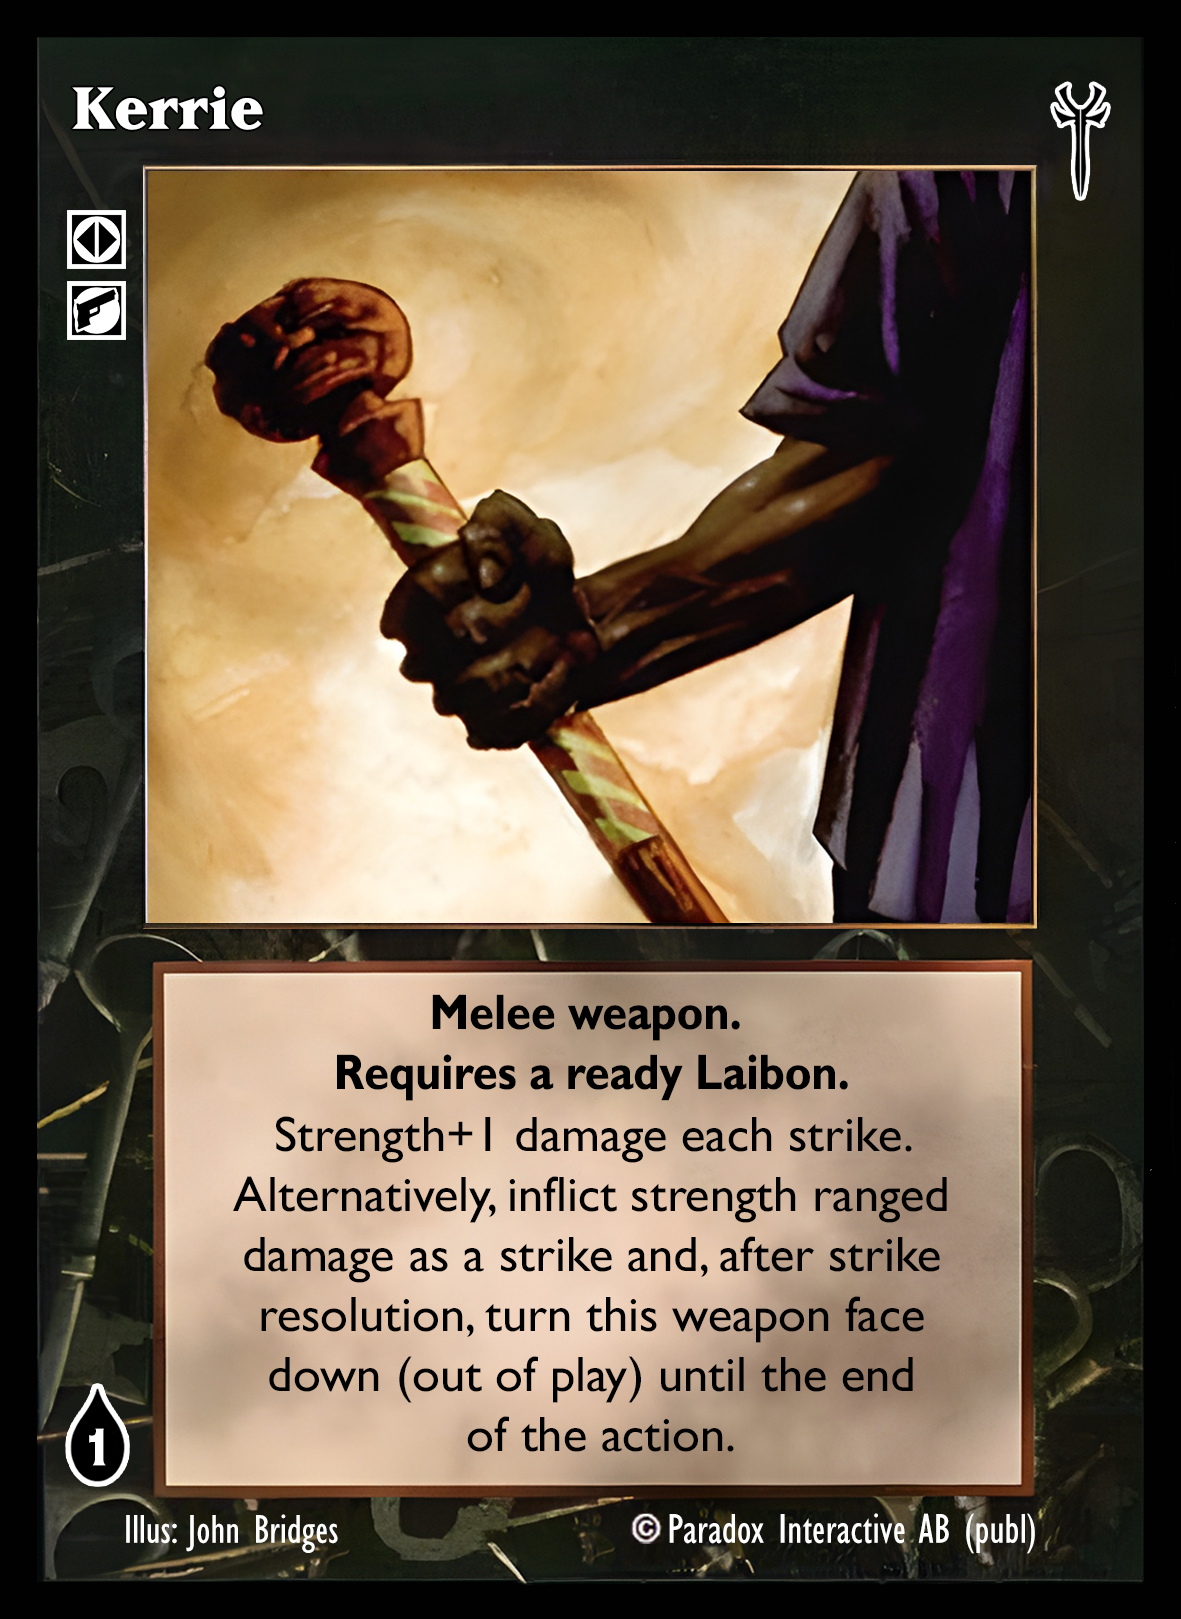 Kerrie
Melee weapon.
Requires a ready Laibon.
Strength+1 damage each strike.
Alternatively, inflict strength ranged
damage as a strike and, after strike
resolution, turn this weapon face
down (out of play) until the end
of the action.
1
Illus: John Bridges
© Paradox Interactive AB (publ)